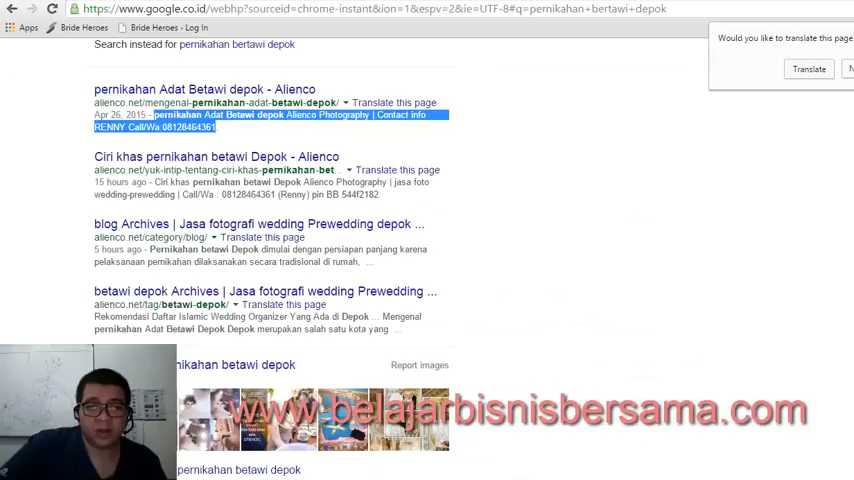 https://www.google.co.id/webhp?sourceid=chrome-instant&ion=1&espv=2&ie=UTF-8#q=pernikahan+bertawi+depok
Apps
Bride Heroes
Bride Heroes › Log In
Would you like to translate this page?
Translate
N
Search instead for pernikahan bertawi depok
pernikahan Adat Betawi depok - Alienco
alienco.net/mengenal-pernikahan-adat-betawi-depok/ Translate this page
Apr 26, 2015 - pernikahan Adat Betawi depok Alienco Photography | Contact info
RENNY Call/Wa:08128464361
Ciri khas pernikahan betawi Depok - Alienco
alienco.net/yuk-intip-tentang-ciri-khas-pernikahan-bet... Translate this page
15 hours ago - Ciri khas pernikahan betawi Depok Alienco Photography | jasa foto
wedding-prewedding | Call/Wa : 08128464361 (Renny) pin BB 544f2182.
blog Archives | Jasa fotografi wedding Prewedding depok ...
alienco.net/category/blog/ Translate this page
5 hours ago - Pernikahan betawi Depok dimulai dengan persiapan panjang karena
pelaksanaan pernikahan dilaksanakan secara tradisional di rumah, ...
betawi depok Archives | Jasa fotografi wedding Prewedding ...
alienco.net/tag/betawi-depok/ Translate this page
Rekomendasi Daftar Islamic Wedding Organizer Yang Ada di Depok ... Mengenal
pernikahan Adat Betawi Depok Depok merupakan salah satu kota yang ...
nikahan betawi depok
Report images
www.belajarbisnisbersama.com
pernikahan betawi depok